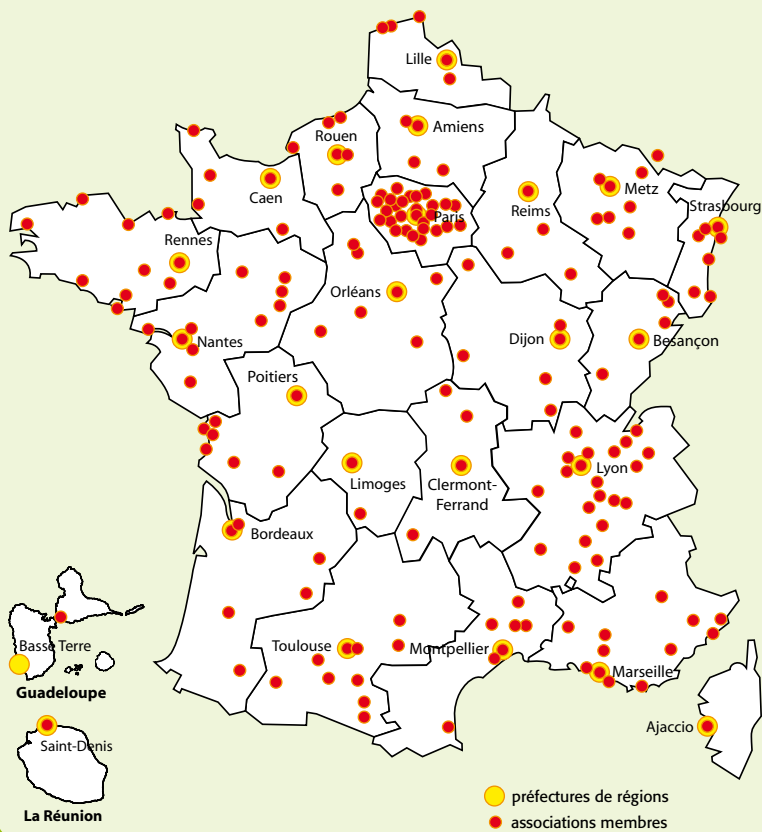 Lille
Amiens
Rouen
Caen
Paris
Reims
Metz
Strasbourg
Rennes
Orléans
Nantes
Dijon
Besançon
Poitiers
Limoges
Clermont-
Ferrand
Lyon
Bordeaux
Toulouse
Montpellier
Marseille
Ajaccio
Basse Terre
Guadeloupe
Saint-Denis
La Réunion
préfectures de régions
associations membres